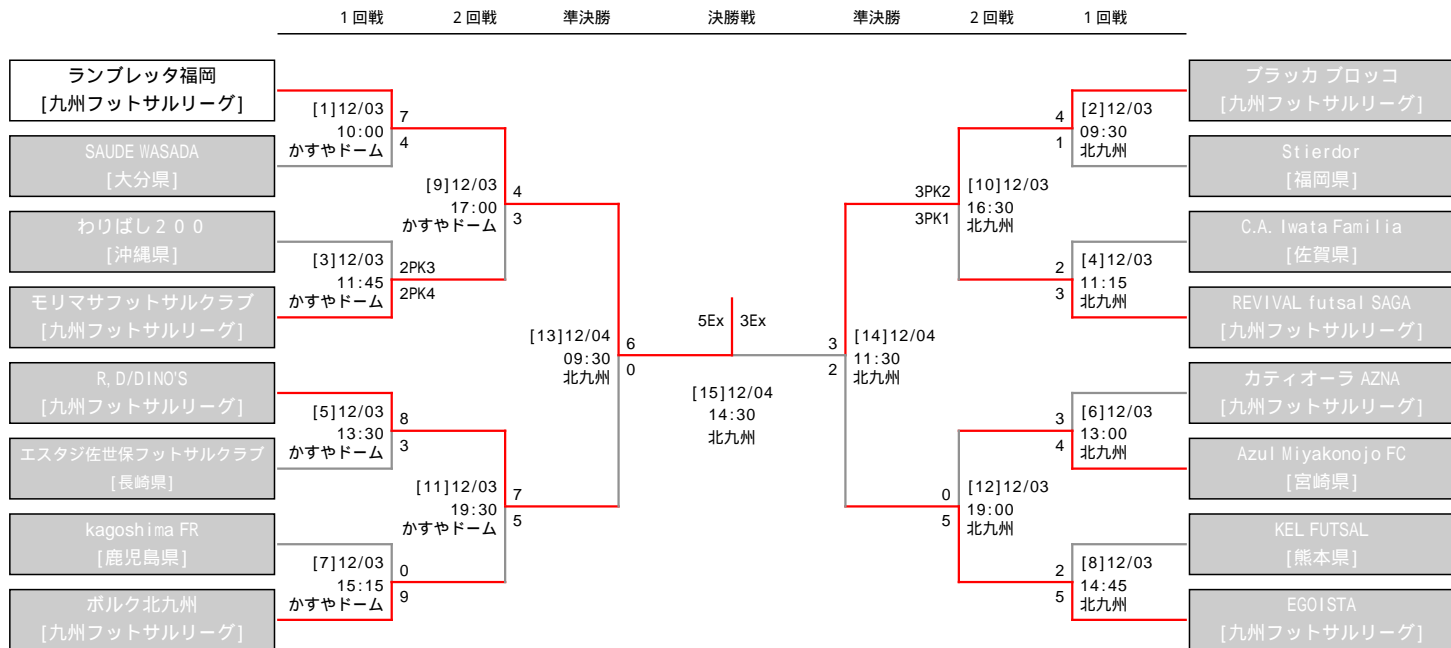 1回戦 2回戦 準決勝 決勝戦 準決勝 2回戦 1回戦
ランブレッタ福岡
[九州フットサルリーグ]
SAUDE WASADA
[大分県]
わりばし２００
[沖縄県]
モリマサフットサルクラブ
[九州フットサルリーグ]
R,D/DINO'S
[九州フットサルリーグ]
エスタジ佐世保フットサルクラブ
[長崎県]
kagoshima FR
[鹿児島県]
ボルク北九州
[九州フットサルリーグ]
[1]12/03
10:00
かすやドーム
7
4
[3]12/03
11:45
かすやドーム
2PK3
2PK4
[5]12/03
13:30
かすやドーム
8
3
[7]12/03
15:15
かすやドーム
0
9
[9]12/03
17:00
かすやドーム
4
3
[11]12/03
19:30
かすやドーム
7
5
[13]12/04
09:30
北九州
6
0
5Ex 3Ex
[15]12/04
14:30
北九州
3
2
[14]12/04
11:30
北九州
3PK2
3PK1
[10]12/03
16:30
北九州
0
5
[12]12/03
19:00
北九州
4
1
[2]12/03
09:30
北九州
2
3
[4]12/03
11:15
北九州
3
4
[6]12/03
13:00
北九州
2
5
[8]12/03
14:45
北九州
ブラッカ ブロッコ
[九州フットサルリーグ]
Stierdor
[福岡県]
C.A. Iwata Familia
[佐賀県]
REVIVAL futsal SAGA
[九州フットサルリーグ]
カティオーラ AZNA
[九州フットサルリーグ]
Azul Miyakonojo FC
[宮崎県]
KEL FUTSAL
[熊本県]
EGOISTA
[九州フットサルリーグ]